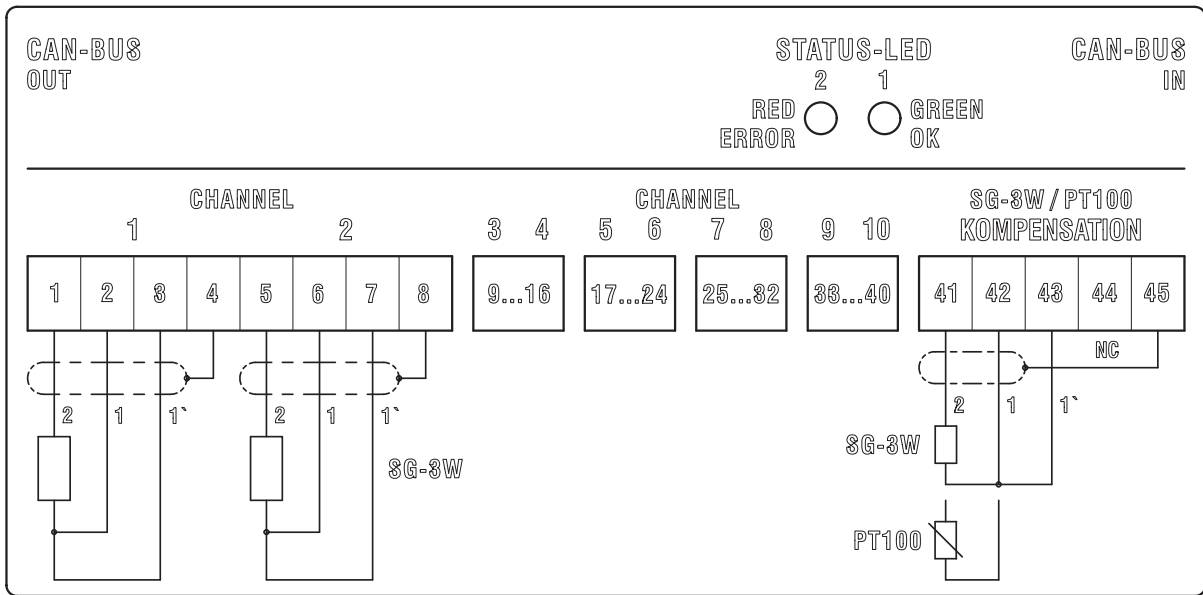 CAN-BUS
OUT
STATUS-LED
2 1
RED
ERROR
GREEN
OK
CAN-BUS
IN
CHANNEL
1 2
3 4
CHANNEL
5 6 7 8 9 10
SG-3W / PT100
KOMPENSATION
1 2 3 4 5 6 7 8 9...16 17...24 25...32 33...40 41 42 43 44 45
NC
2 1 1` 2 1 1` 2 1 1`
SG-3W
SG-3W
PT100